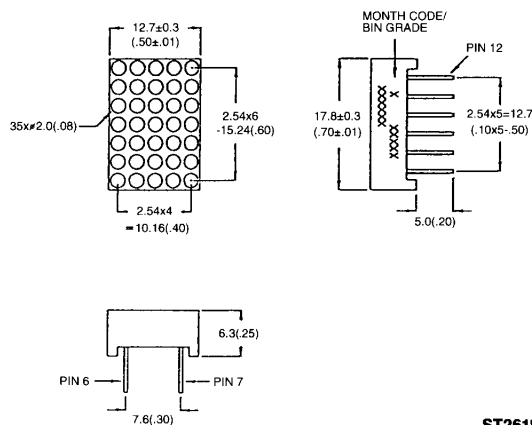 12.7±0.3
(.50±.01)
35xø2.0(.08)
2.54x6
-15.24(.60)
2.54x4
=10.16(.40)
MONTH CODE/
BIN GRADE
PIN 12
17.8±0.3
(.70±.01)
X
XXXXX
XXXX
2.54x5=12.7
(.10x5-.50)
5.0(.20)
6.3(.25)
PIN 6
PIN 7
7.6(.30)